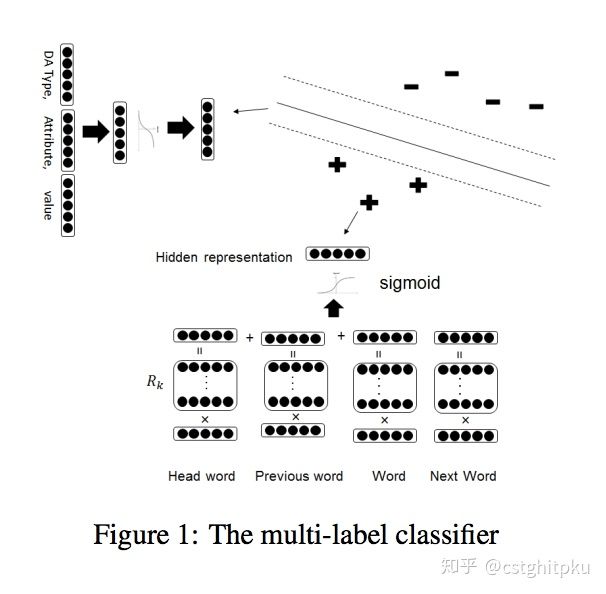 DA Type, Attribute, value
Hidden representation
sigmoid
+ +
= = = =
R_k
× × × ×
Head word Previous word Word Next Word
Figure 1: The multi-label classifier
知乎 @cstghitpku